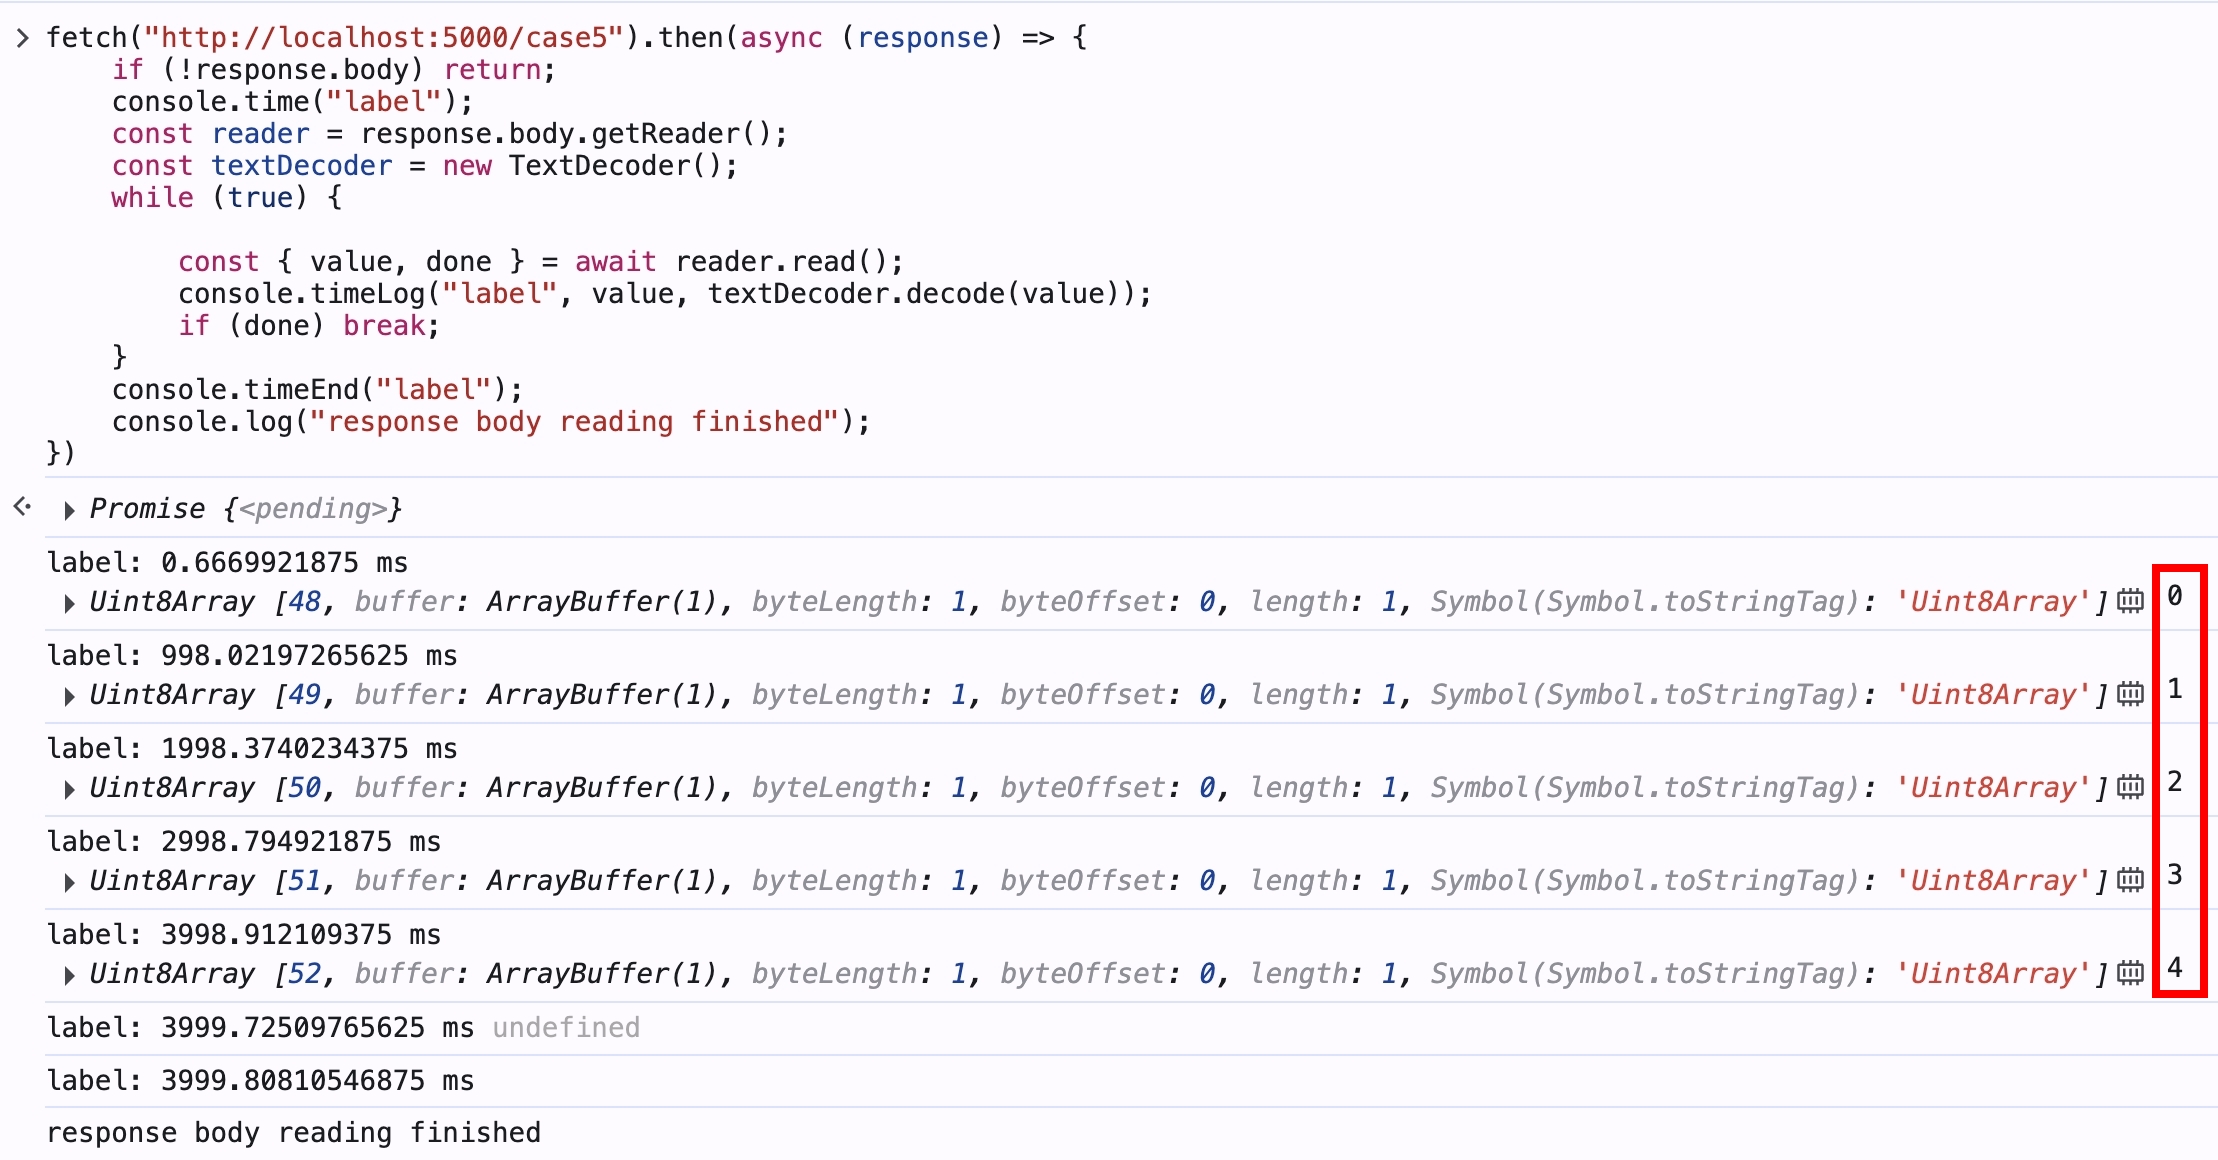 fetch("http://localhost:5000/case5").then(async (response) => {
    if (!response.body) return;
    console.time("label");
    const reader = response.body.getReader();
    const textDecoder = new TextDecoder();
    while (true) {
        const { value, done } = await reader.read();
        console.timeLog("label", value, textDecoder.decode(value));
        if (done) break;
    }
    console.timeEnd("label");
    console.log("response body reading finished");
})
Promise {<pending>}
label: 0.6669921875 ms
Uint8Array [48, buffer: ArrayBuffer(1), byteLength: 1, byteOffset: 0, length: 1, Symbol(Symbol.toStringTag): 'Uint8Array'] 0
label: 998.02197265625 ms
Uint8Array [49, buffer: ArrayBuffer(1), byteLength: 1, byteOffset: 0, length: 1, Symbol(Symbol.toStringTag): 'Uint8Array'] 1
label: 1998.3740234375 ms
Uint8Array [50, buffer: ArrayBuffer(1), byteLength: 1, byteOffset: 0, length: 1, Symbol(Symbol.toStringTag): 'Uint8Array'] 2
label: 2998.794921875 ms
Uint8Array [51, buffer: ArrayBuffer(1), byteLength: 1, byteOffset: 0, length: 1, Symbol(Symbol.toStringTag): 'Uint8Array'] 3
label: 3998.912109375 ms
Uint8Array [52, buffer: ArrayBuffer(1), byteLength: 1, byteOffset: 0, length: 1, Symbol(Symbol.toStringTag): 'Uint8Array'] 4
label: 3999.72509765625 ms undefined
label: 3999.80810546875 ms
response body reading finished